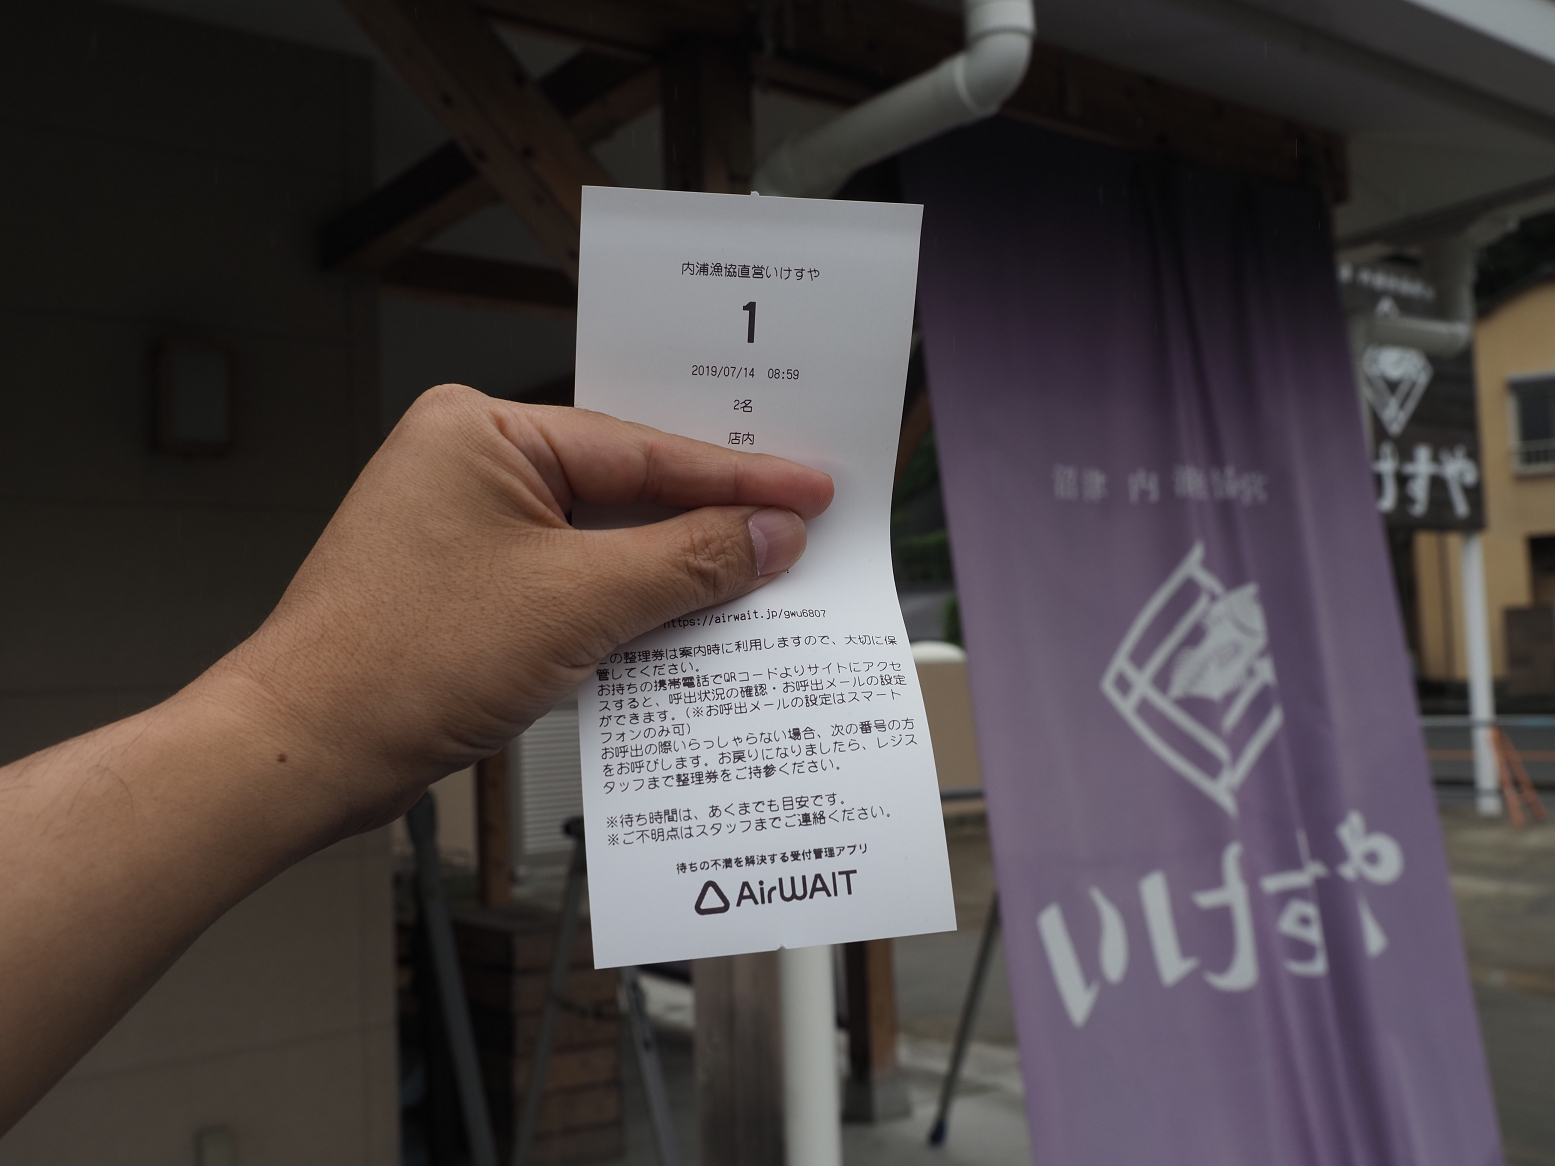 内浦漁協直営いけすや
1
2019/07/14 08:59
2名
店内
https://airwait.jp/gwu6807
この整理券は案内時に利用しますので、大切に保
管してください。
お持ちの携帯電話でQRコードよりサイトにアクセ
スすると、呼出状況の確認・お呼出メールの設定
ができます。(※お呼出メールの設定はスマート
フォンのみ可)
お呼出の際いらっしゃらない場合、次の番号の方
をお呼びします。お戻りになりましたら、レジス
タッフまで整理券をご持参ください。
※待ち時間は、あくまでも目安です。
※ご不明点はスタッフまでご連絡ください。
待ちの不満を解決する受付管理アプリ
AirWAIT
沼津 内
いけすや
けすや